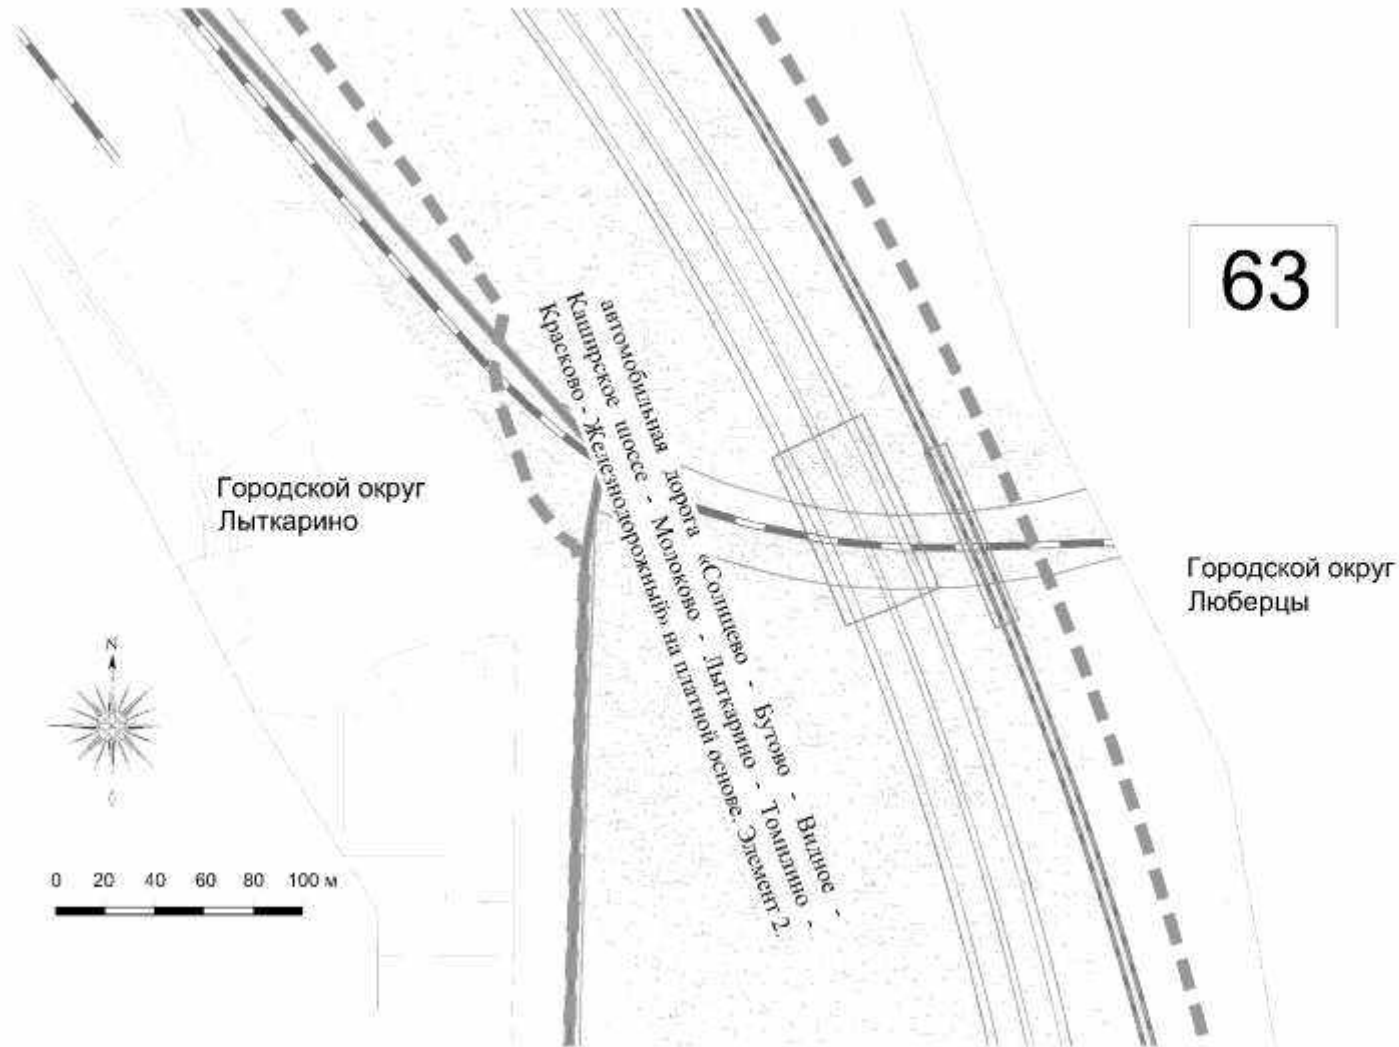 63
автомобильная дорога «Солнцево - Бутово - Видное -
Каширское шоссе - Молоково - Лыткарино - Томилино -
Красково - Железнодорожный» на платной основе. Элемент 2.
Городской округ
Лыткарино
Городской округ
Люберцы
N
0 20 40 60 80 100 м